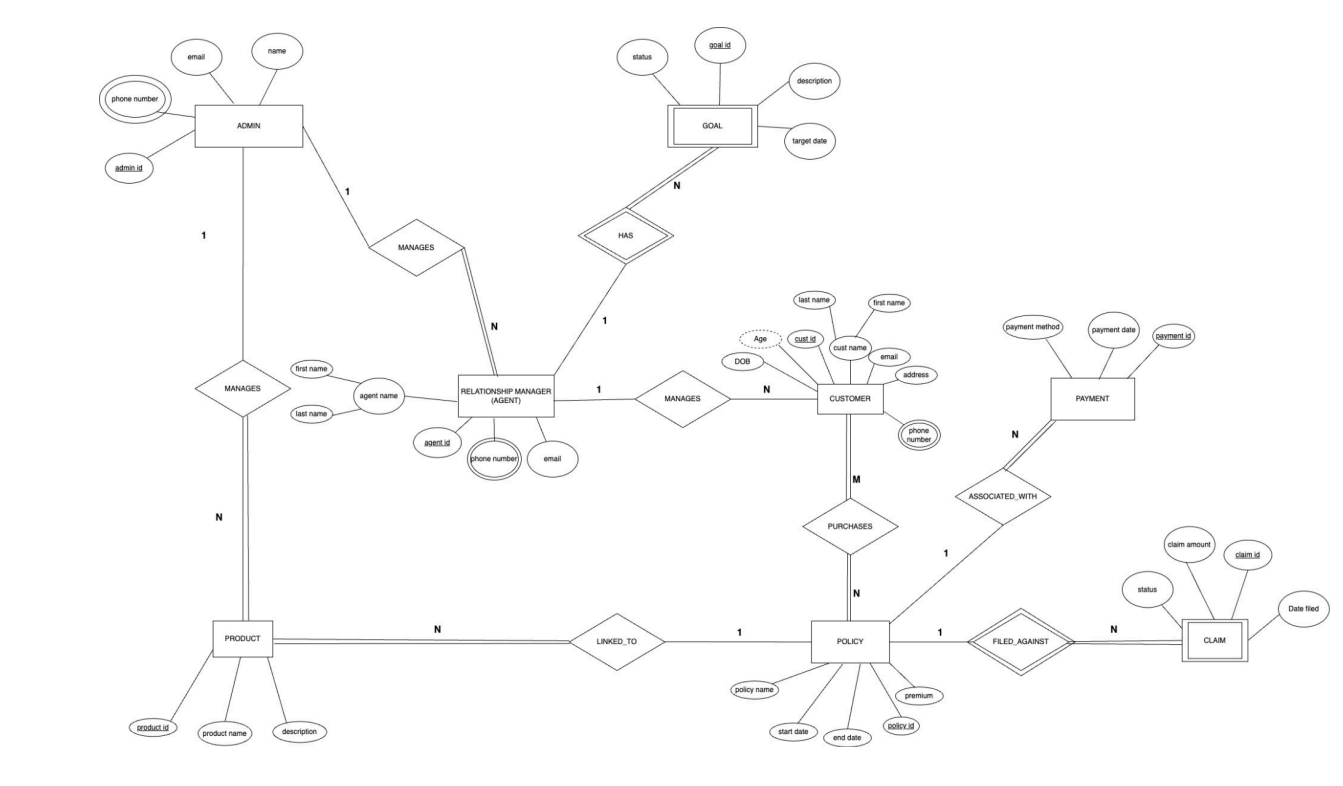 name
email
phone number
ADMIN
admin id
goal id
status
description
GOAL
target date
1
N
1
MANAGES
HAS
N
1
last name
first name
Age
cust id
cust name
email
DOB
address
CUSTOMER
phone
number
payment method
payment date
payment id
PAYMENT
first name
agent name
last name
RELATIONSHIP MANAGER
(AGENT)
agent id
phone number
email
1
MANAGES
N
MANAGES
N
N
ASSOCIATED_WITH
1
M
PURCHASES
N
claim amount
claim id
status
Date filed
CLAIM
PRODUCT
N
LINKED_TO
1
POLICY
1
FILED_AGAINST
N
policy name
premium
start date
end date
policy id
product id
product name
description